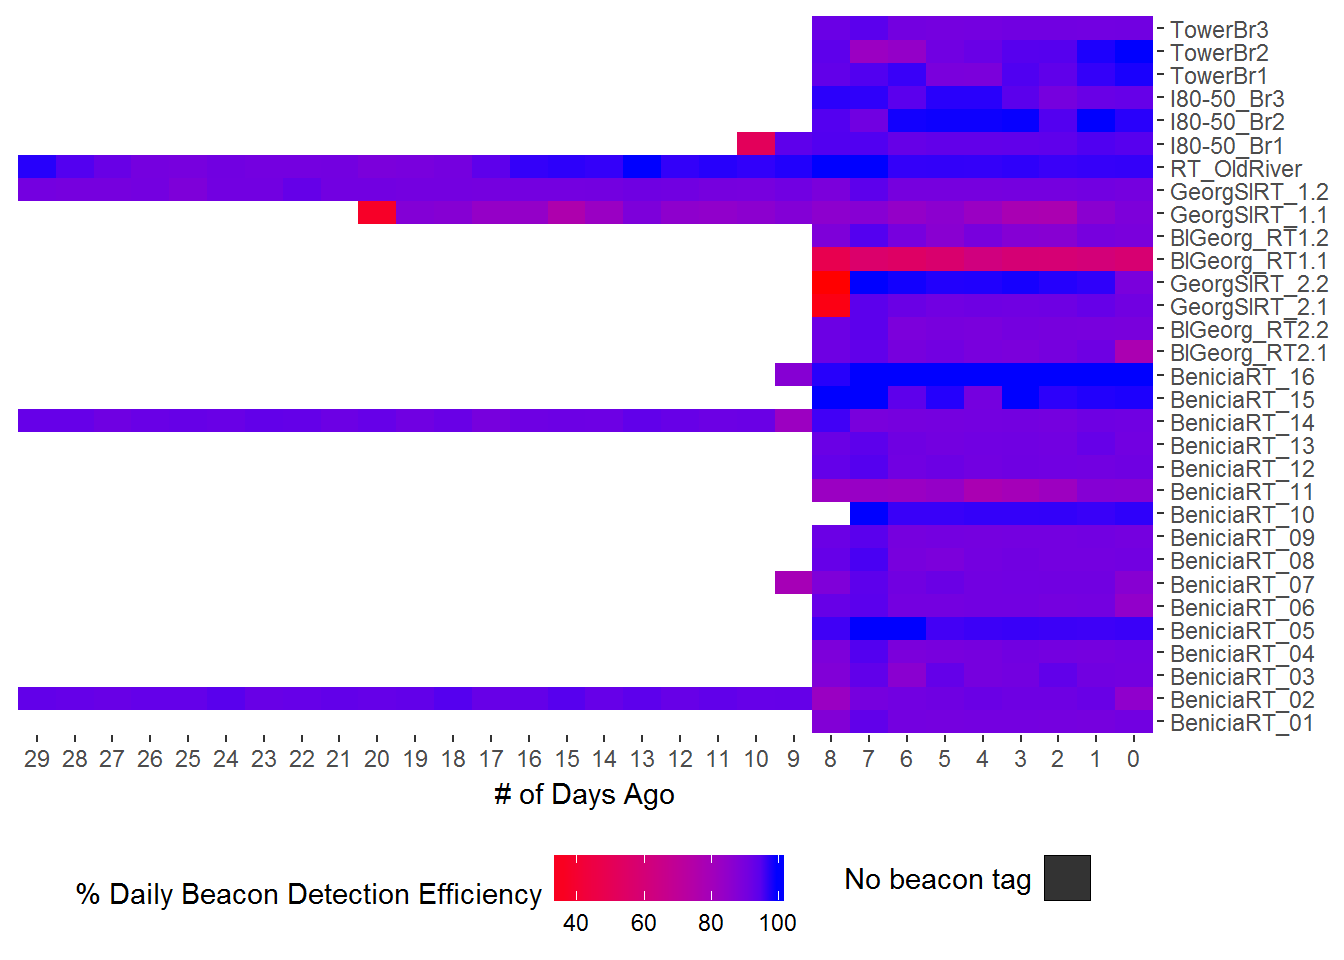 TowerBr3
TowerBr2
TowerBr1
I80-50_Br3
I80-50_Br2
I80-50_Br1
RT_OldRiver
GeorgSlRT_1.2
GeorgSlRT_1.1
BlGeorg_RT1.2
BlGeorg_RT1.1
GeorgSlRT_2.2
GeorgSlRT_2.1
BlGeorg_RT2.2
BlGeorg_RT2.1
BeniciaRT_16
BeniciaRT_15
BeniciaRT_14
BeniciaRT_13
BeniciaRT_12
BeniciaRT_11
BeniciaRT_10
BeniciaRT_09
BeniciaRT_08
BeniciaRT_07
BeniciaRT_06
BeniciaRT_05
BeniciaRT_04
BeniciaRT_03
BeniciaRT_02
BeniciaRT_01
29 28 27 26 25 24 23 22 21 20 19 18 17 16 15 14 13 12 11 10 9 8 7 6 5 4 3 2 1 0
# of Days Ago
% Daily Beacon Detection Efficiency
40 60 80 100
No beacon tag